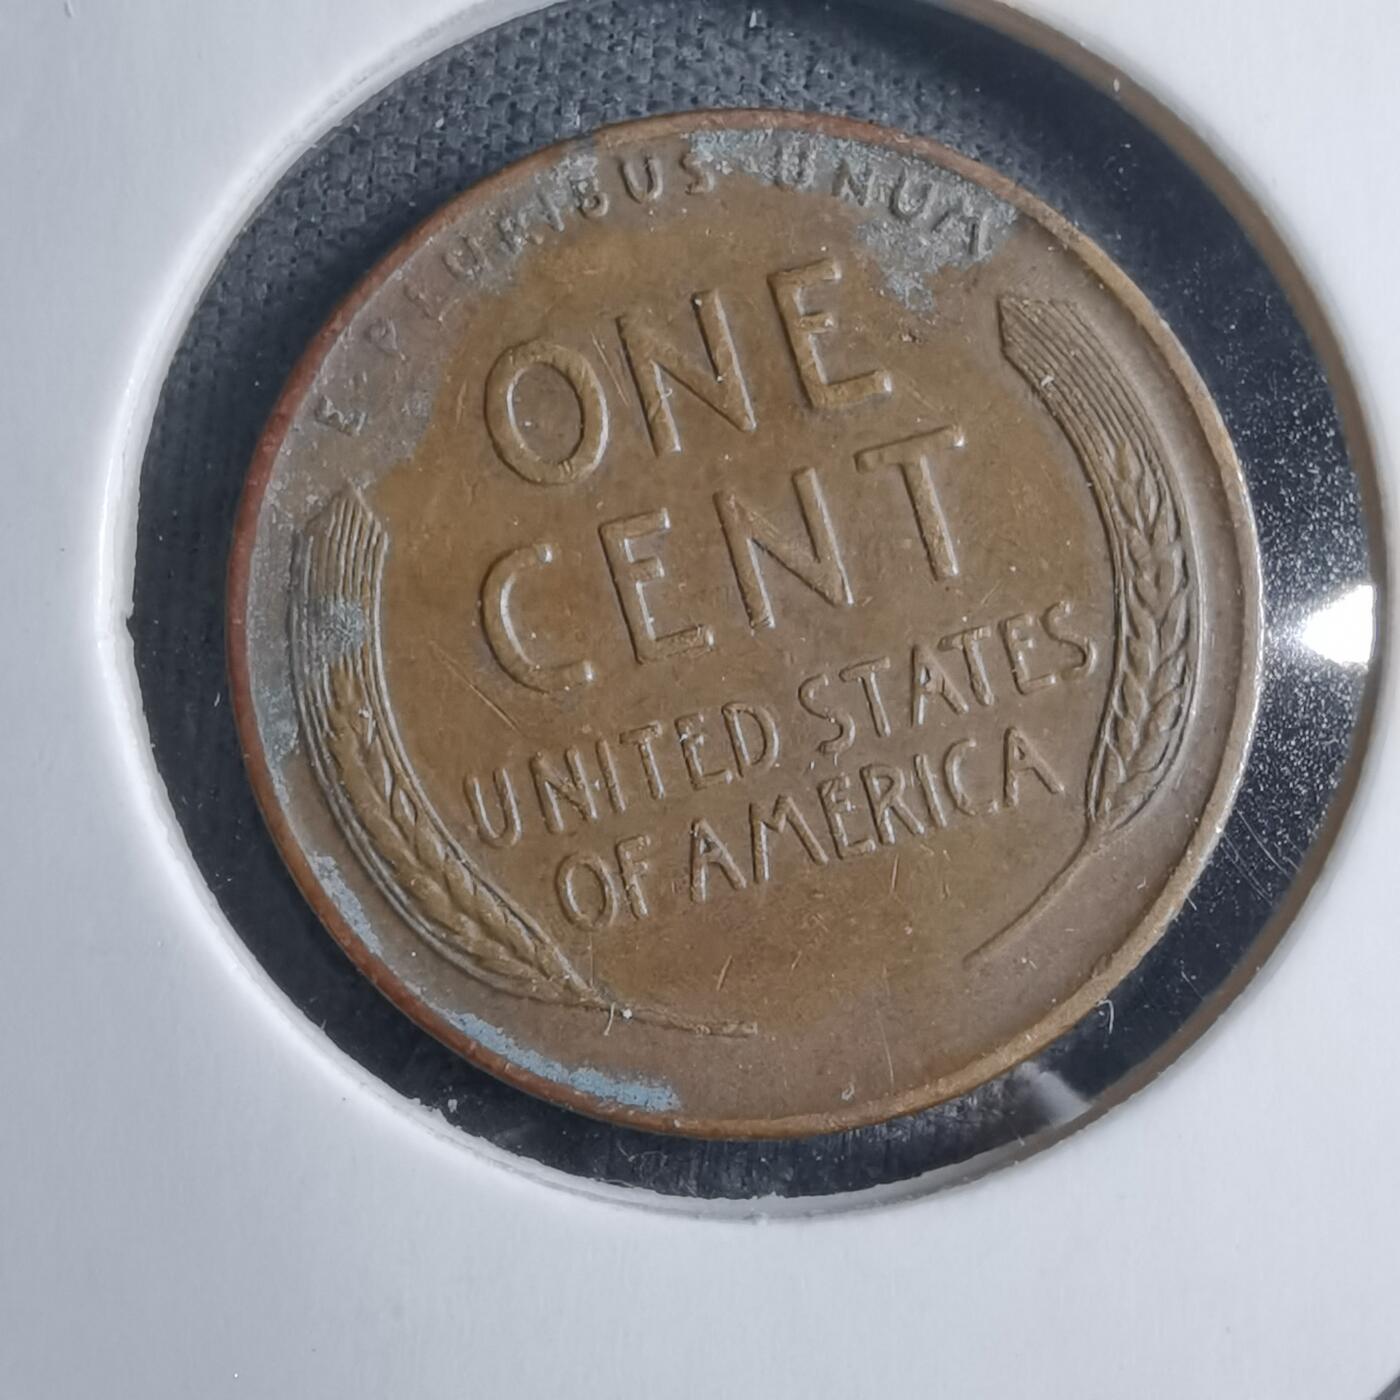 E · PLURIBUS · UNUM
ONE
CENT
UNITED STATES
OF AMERICA